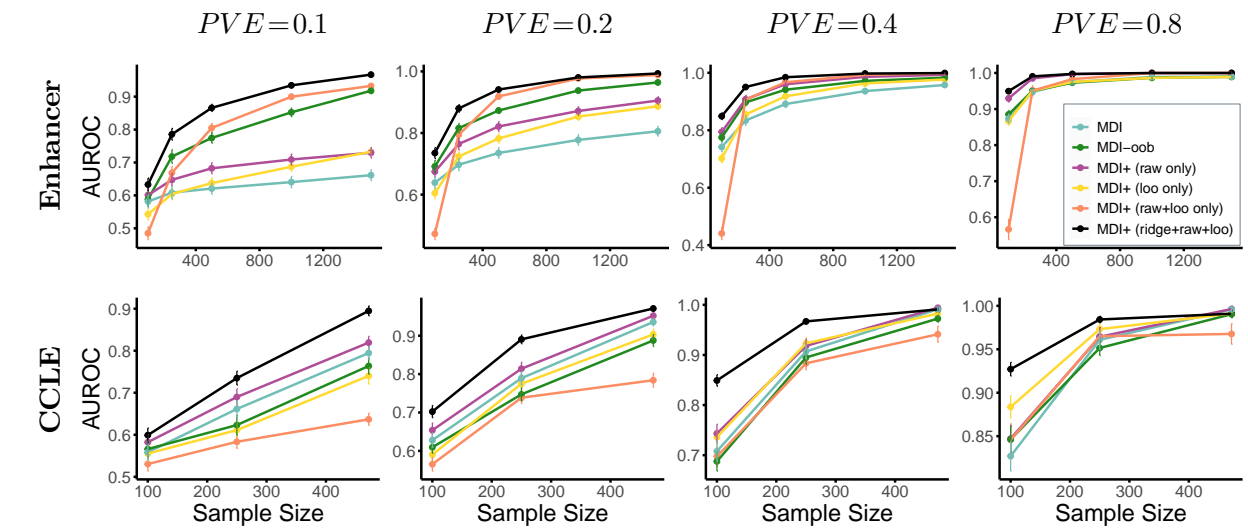 PVE=0.1 PVE=0.2 PVE=0.4 PVE=0.8
Enhancer
AUROC
0.9
0.8
0.7
0.6
0.5
400 800 1200
1.0
0.8
0.6
400 800 1200
1.0
0.8
0.6
0.4
400 800 1200
1.0
0.9
0.8
0.7
0.6
400 800 1200
MDI
MDI−oob
MDI+ (raw only)
MDI+ (loo only)
MDI+ (raw+loo only)
MDI+ (ridge+raw+loo)
CCLE
AUROC
0.9
0.8
0.7
0.6
0.5
100 200 300 400
Sample Size
0.9
0.8
0.7
0.6
100 200 300 400
Sample Size
1.0
0.9
0.8
0.7
100 200 300 400
Sample Size
1.00
0.95
0.90
0.85
100 200 300 400
Sample Size